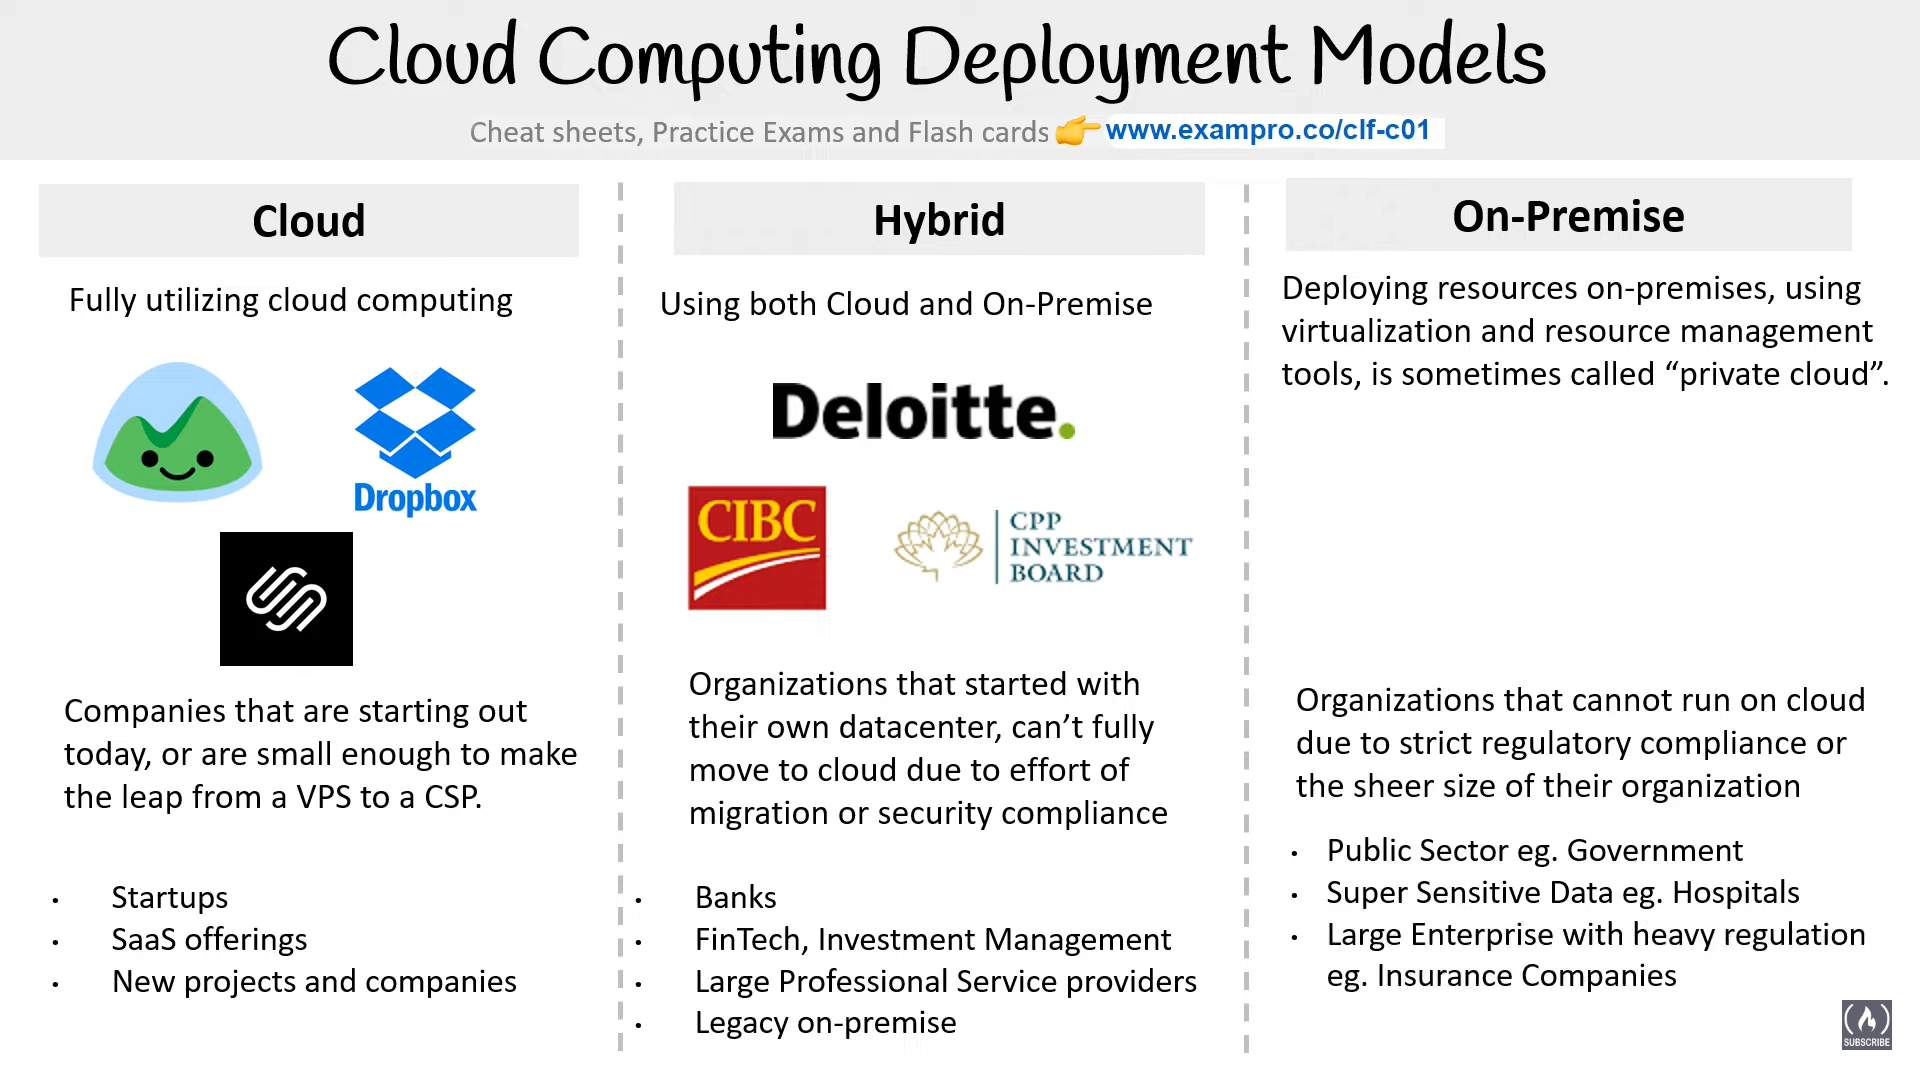 Cloud Computing Deployment Models
Cheat sheets, Practice Exams and Flash cards www.exampro.co/clf-c01
Cloud
Fully utilizing cloud computing
Dropbox
Companies that are starting out
today, or are small enough to make
the leap from a VPS to a CSP.
• Startups
• SaaS offerings
• New projects and companies
Hybrid
Using both Cloud and On-Premise
Deloitte.
CIBC
CPP
INVESTMENT
BOARD
Organizations that started with
their own datacenter, can’t fully
move to cloud due to effort of
migration or security compliance
• Banks
• FinTech, Investment Management
• Large Professional Service providers
• Legacy on-premise
On-Premise
Deploying resources on-premises, using
virtualization and resource management
tools, is sometimes called “private cloud”.
Organizations that cannot run on cloud
due to strict regulatory compliance or
the sheer size of their organization
• Public Sector eg. Government
• Super Sensitive Data eg. Hospitals
• Large Enterprise with heavy regulation
eg. Insurance Companies
SUBSCRIBE